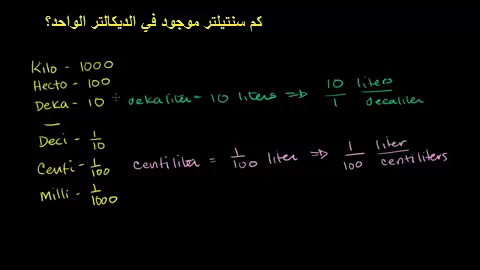 كم سنتيلتر موجود في الديكالتر الواحد؟
Kilo - 1000
Hecto - 100
Deka - 10
dekaliter = 10 liters ⇒ 10/1 liters/decaliter
Deci - 1/10
Centi - 1/100
centiliter = 1/100 liter ⇒ 1/100 liter/centiliters
Milli - 1/1000